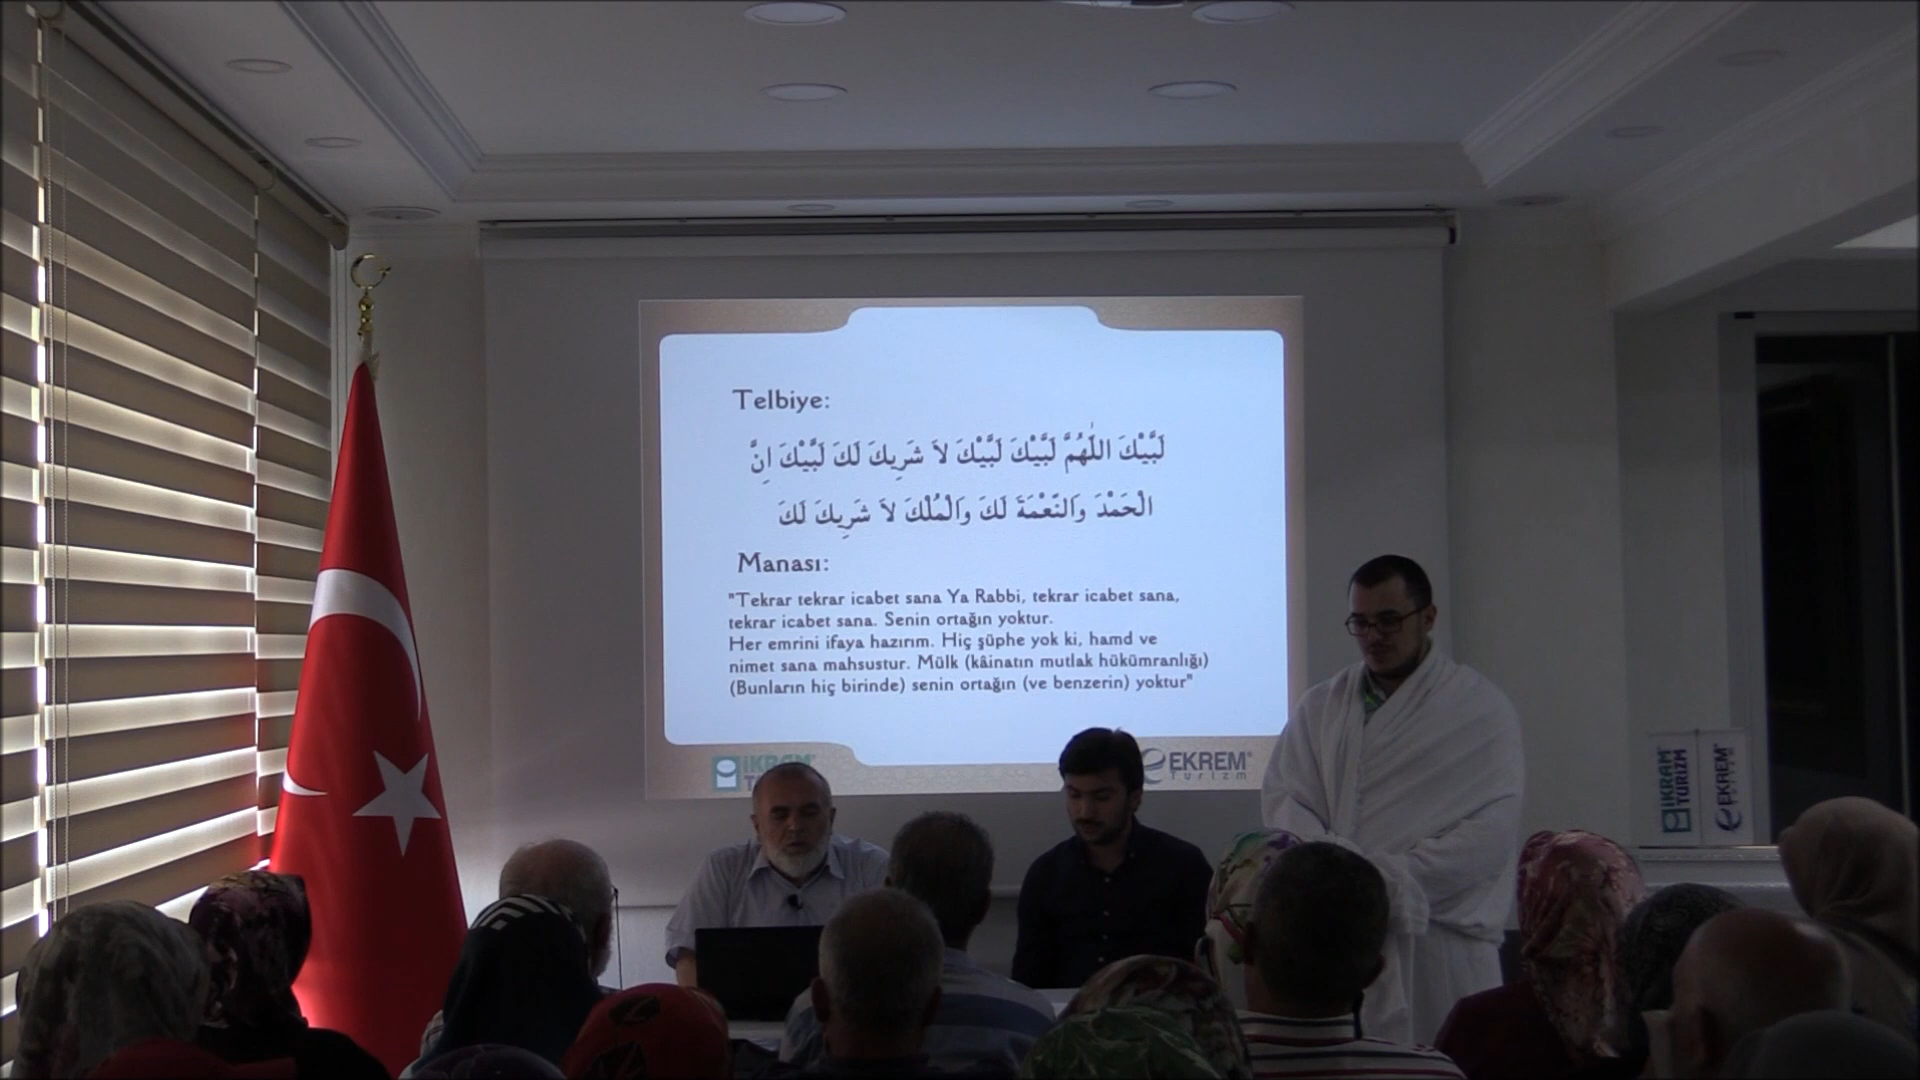 Telbiye:
لَبَّيْكَ اللّٰهُمَّ لَبَّيْكَ لَبَّيْكَ لاَ شَرِيكَ لَكَ لَبَّيْكَ اِنَّ
الْحَمْدَ وَالنِّعْمَةَ لَكَ وَالْمُلْكَ لاَ شَرِيكَ لَكَ
Manası:
"Tekrar tekrar icabet sana Ya Rabbi, tekrar icabet sana,
tekrar icabet sana. Senin ortağın yoktur.
Her emrini ifaya hazırım. Hiç şüphe yok ki, hamd ve
nimet sana mahsustur. Mülk (kâinatın mutlak hükümranlığı)
(Bunların hiç birinde) senin ortağın (ve benzerin) yoktur"
İKRAM
EKREM®
Turizm
İKRAM
TURİZM
EKREM